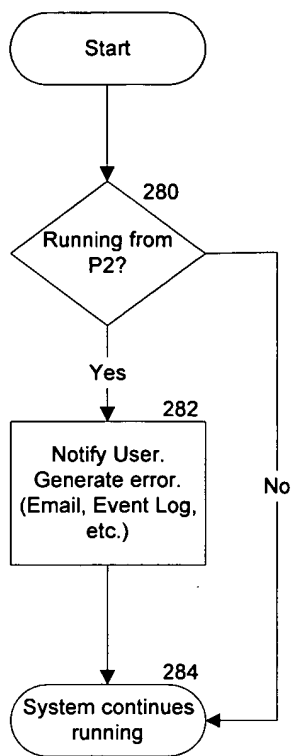 Start
280
Running from
P2?
Yes
282
Notify User.
Generate error.
(Email, Event Log,
etc.)
No
284
System continues
running